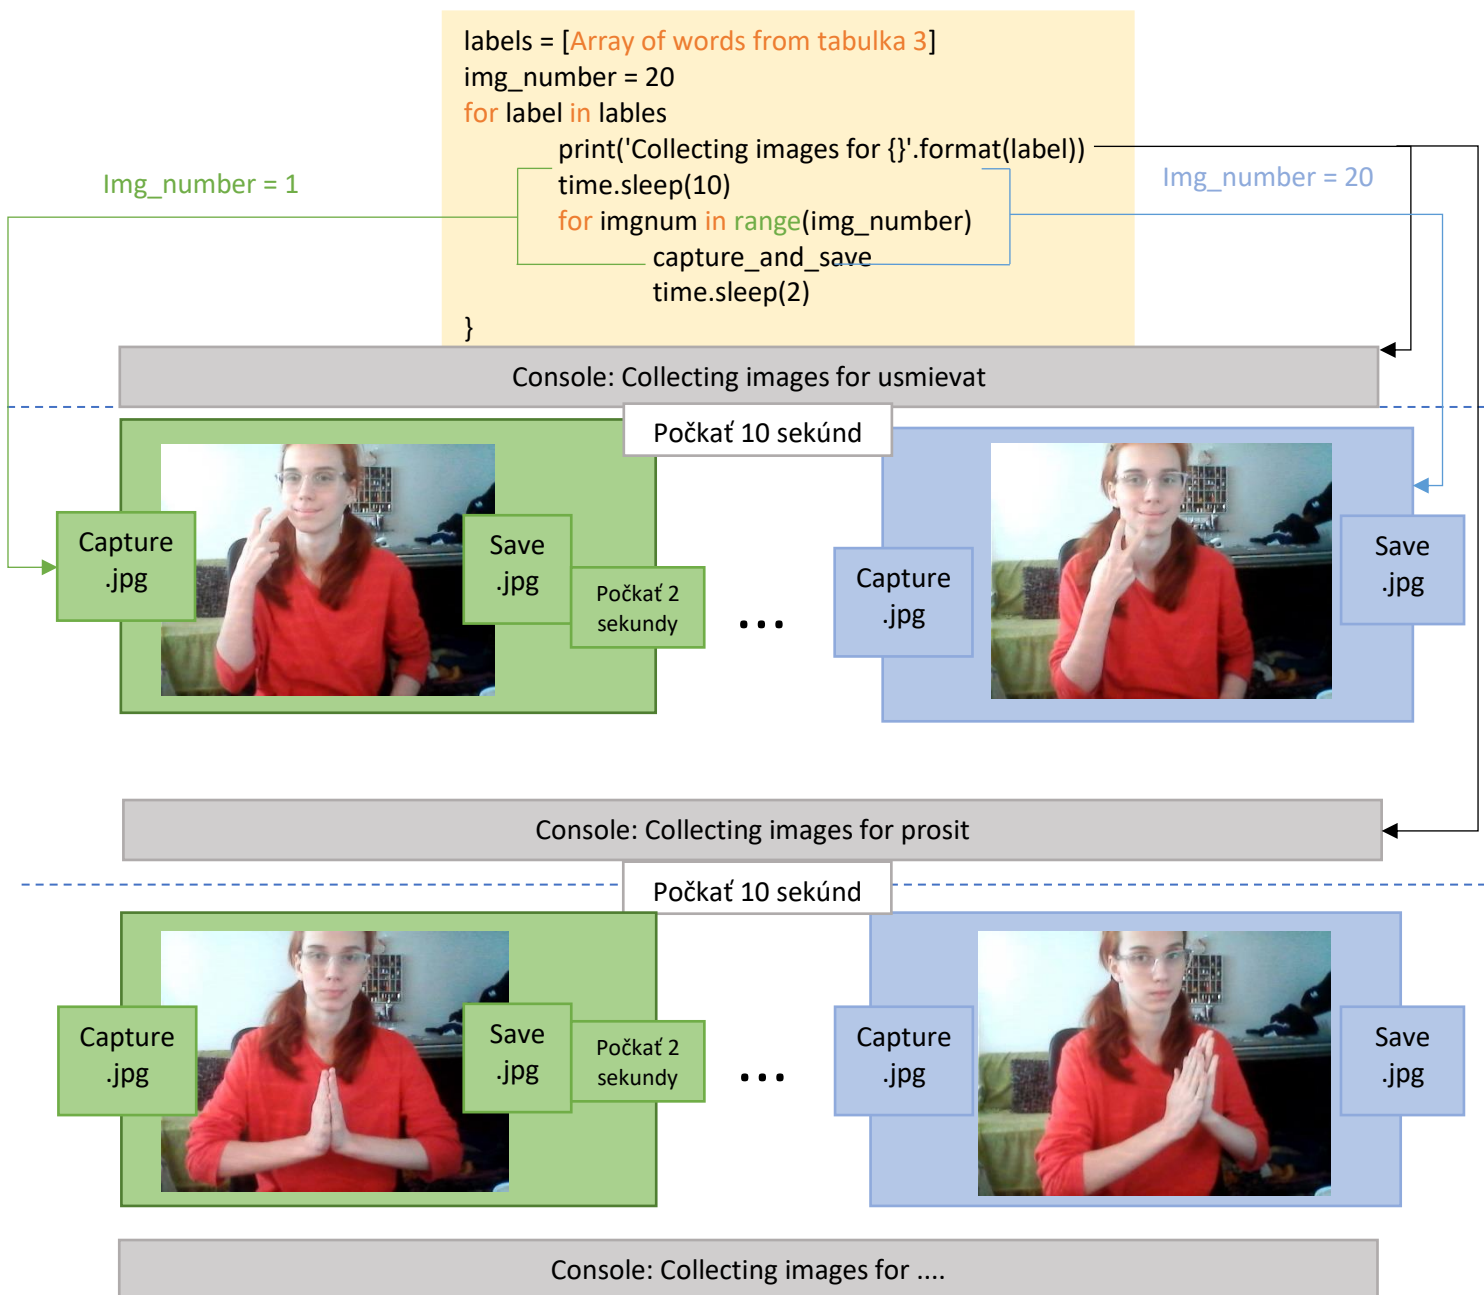 labels = [Array of words from tabulka 3]
img_number = 20
for label in lables
print('Collecting images for {}'.format(label))
time.sleep(10)
for imgnum in range(img_number)
capture_and_save
time.sleep(2)
}
Img_number = 1
Img_number = 20
Console: Collecting images for usmievat
Počkať 10 sekúnd
Capture
.jpg
Save
.jpg
Počkať 2
sekundy
...
Capture
.jpg
Save
.jpg
Console: Collecting images for prosit
Počkať 10 sekúnd
Capture
.jpg
Save
.jpg
Počkať 2
sekundy
...
Capture
.jpg
Save
.jpg
Console: Collecting images for ....